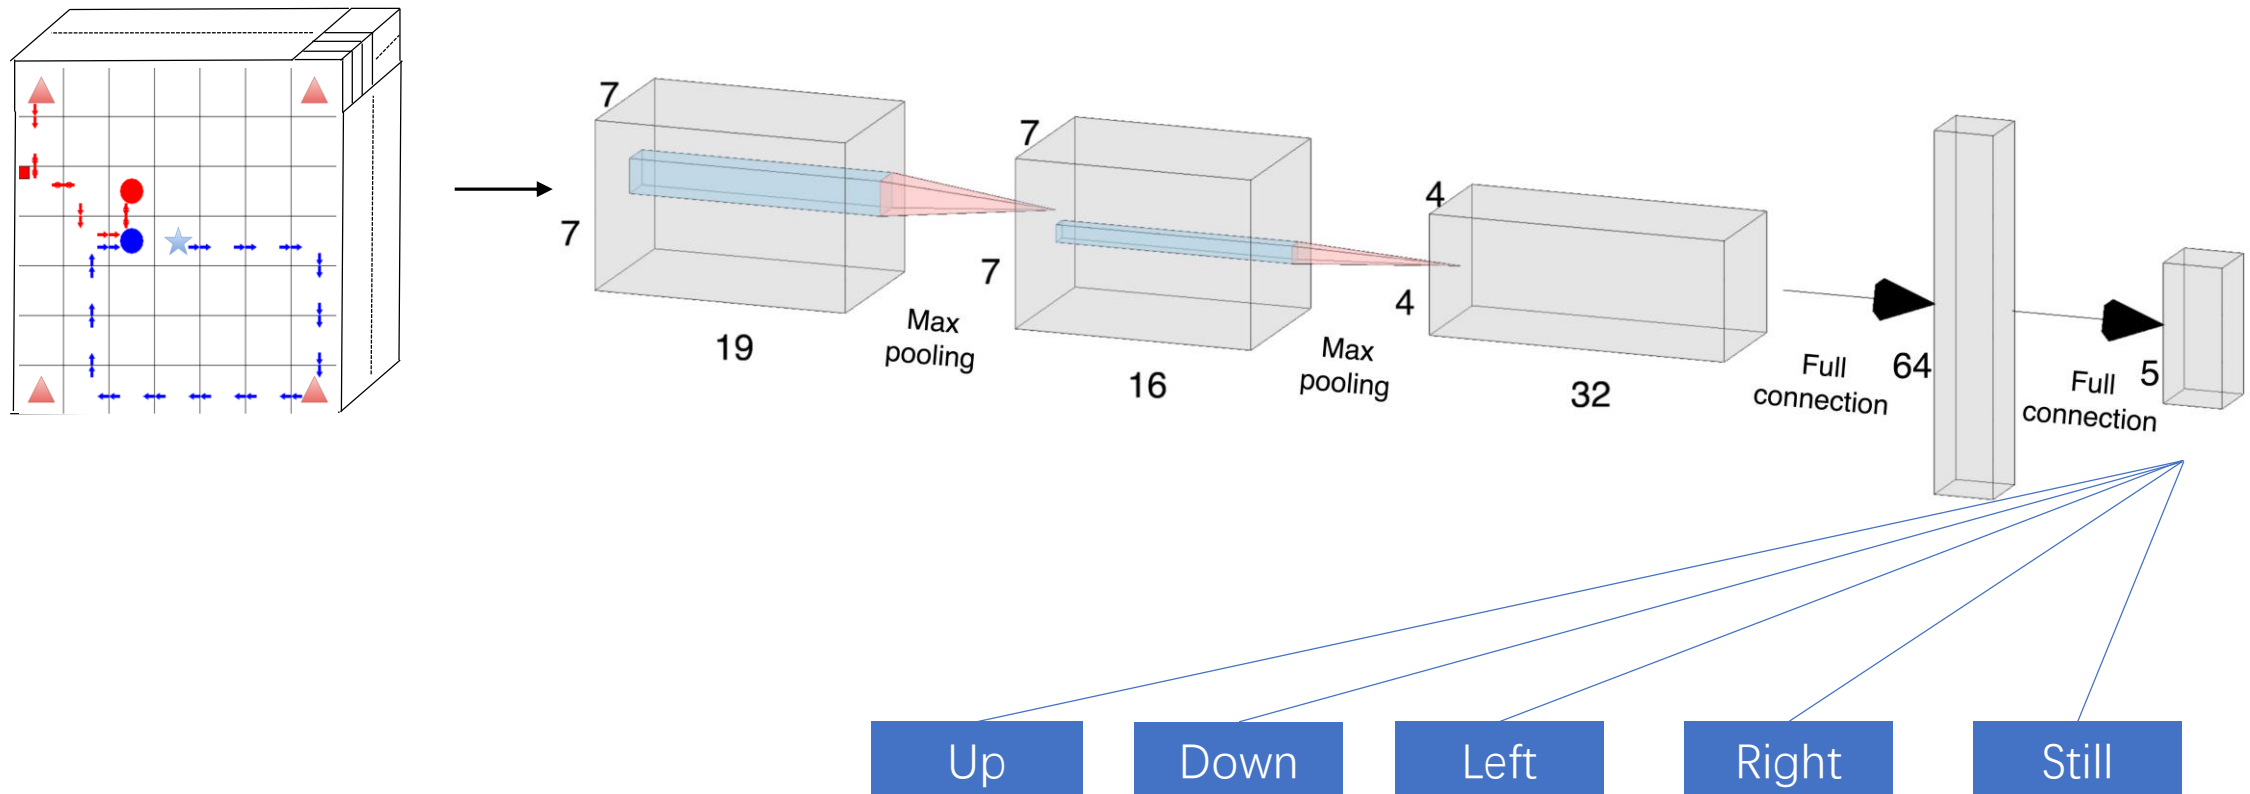 7
7
19
Max
pooling
7
7
16
Max
pooling
4
4
32
Full
connection
64
Full
connection
5
Up
Down
Left
Right
Still